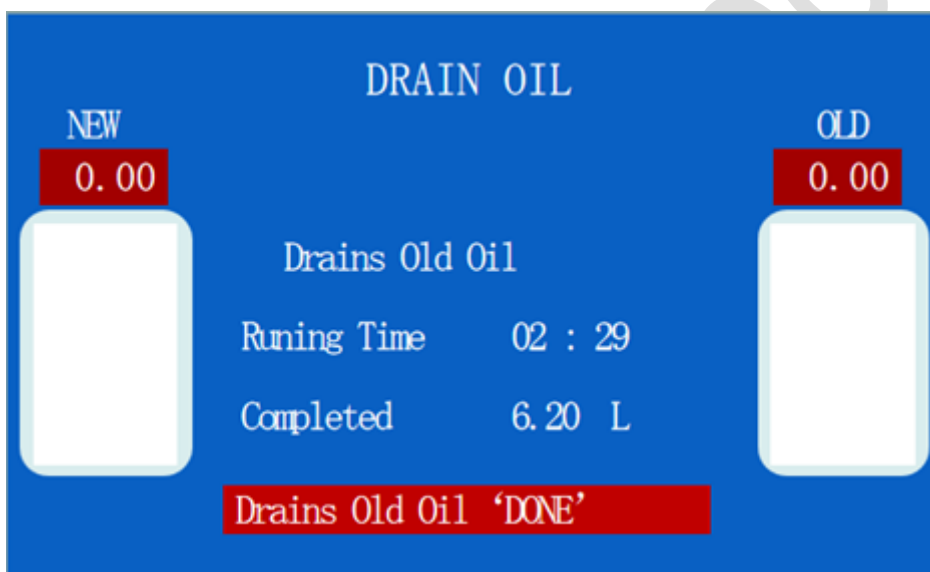 DRAIN OIL
NEW
OLD
0.00
0.00
Drains Old Oil
Runing Time 02 : 29
Completed 6.20 L
Drains Old Oil ‘DONE’